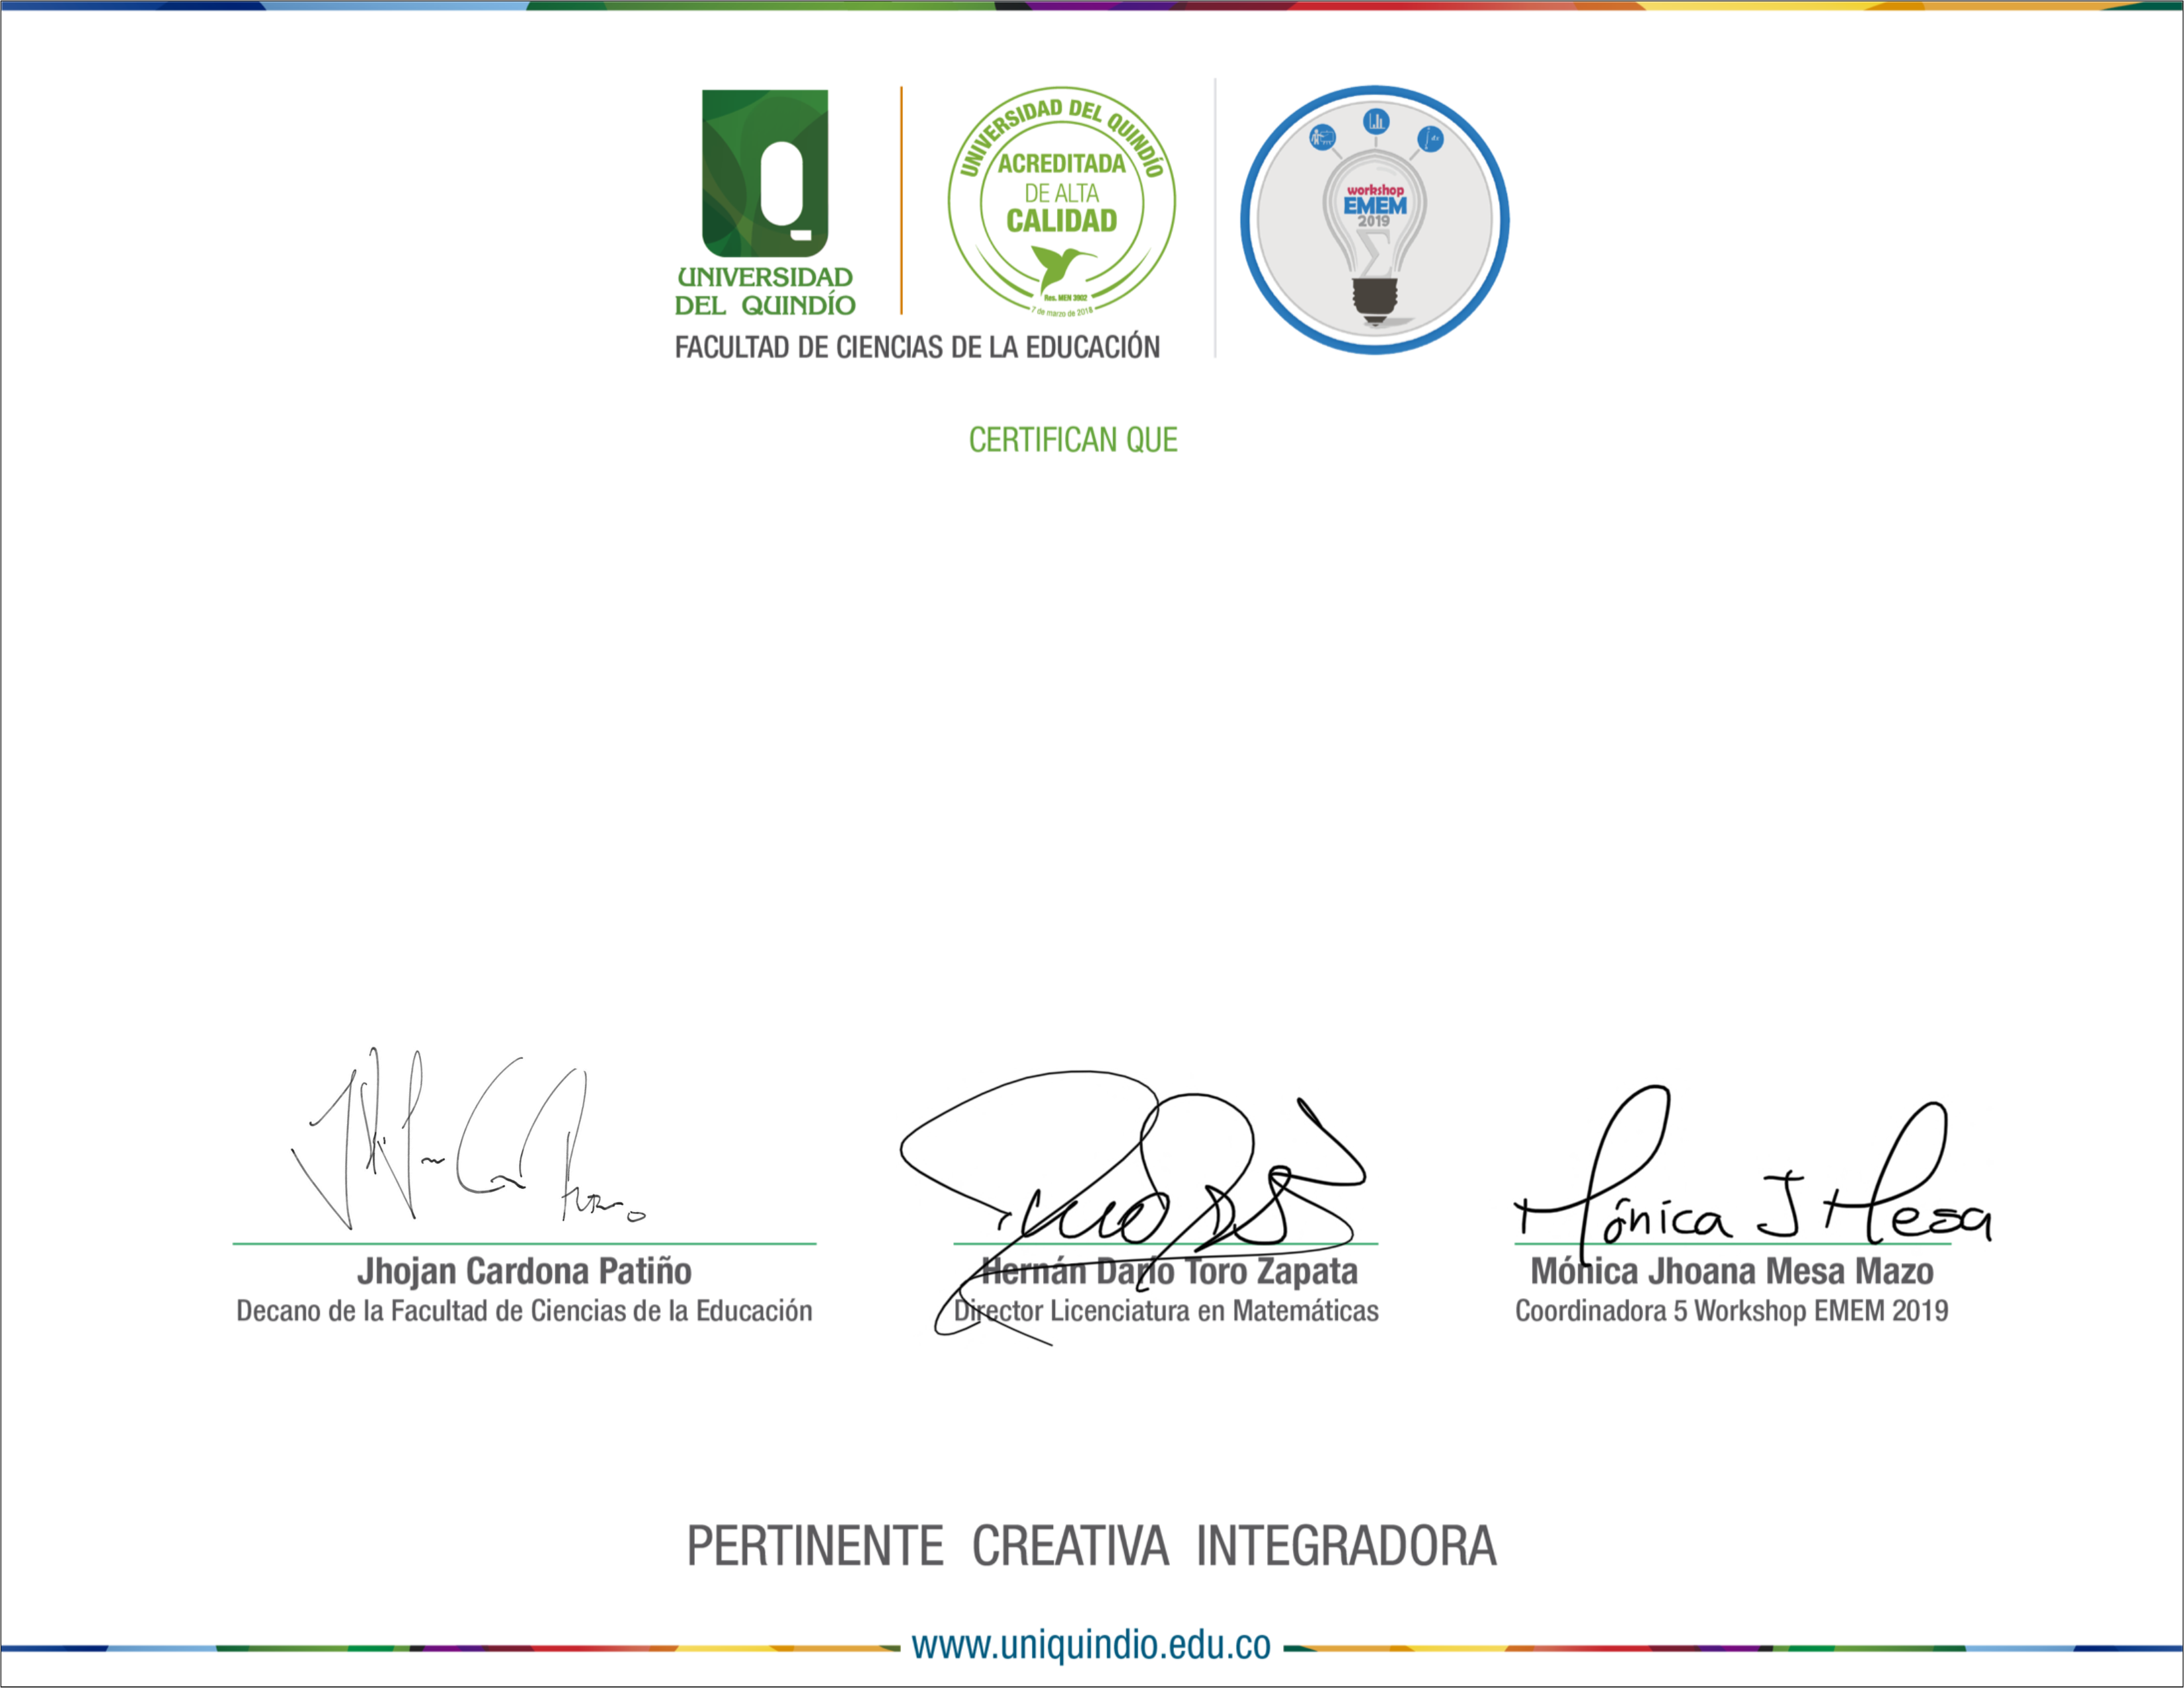 UNIVERSIDAD
DEL QUINDÍO
FACULTAD DE CIENCIAS DE LA EDUCACIÓN
UNIVERSIDAD DEL QUINDÍO
ACREDITADA
DE ALTA
CALIDAD
Res. MEN 3902
7 de marzo de 2018
workshop
EMEM
2019
Σ
CERTIFICAN QUE
Mónica J Mesa
Jhojan Cardona Patiño
Decano de la Facultad de Ciencias de la Educación
Hernán Darío Toro Zapata
Director Licenciatura en Matemáticas
Mónica Jhoana Mesa Mazo
Coordinadora 5 Workshop EMEM 2019
PERTINENTE CREATIVA INTEGRADORA
www.uniquindio.edu.co